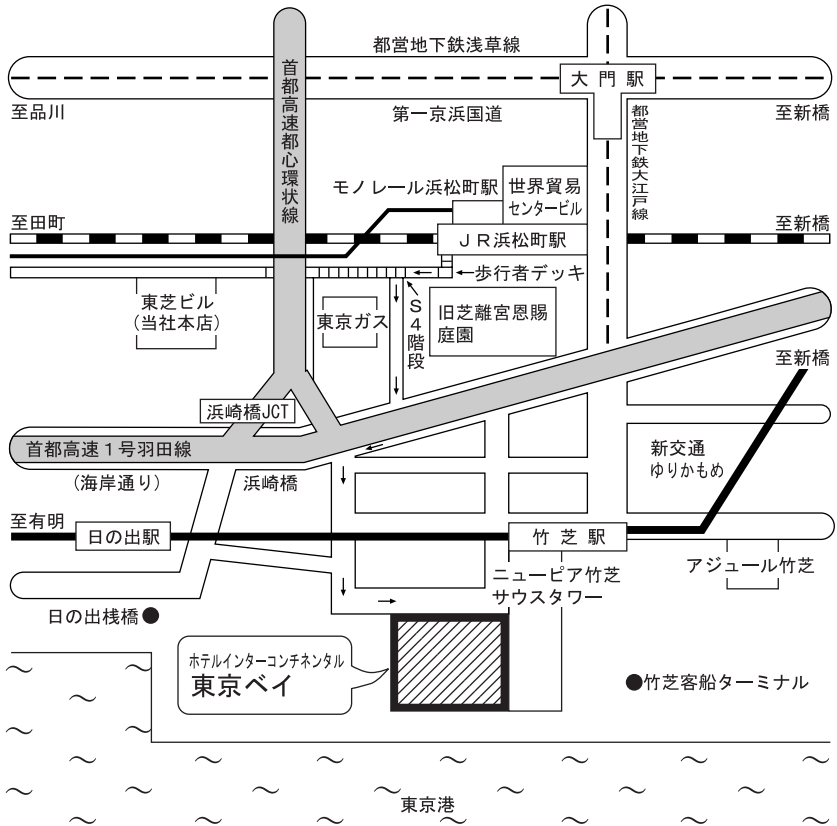 都営地下鉄浅草線
大門駅
至品川
第一京浜国道
至新橋
首都高速都心環状線
都営地下鉄大江戸線
モノレール浜松町駅
世界貿易
センタービル
至田町
JR浜松町駅
至新橋
歩行者デッキ
東芝ビル
(当社本店)
東京ガス
S4階段
旧芝離宮恩賜
庭園
至新橋
浜崎橋JCT
首都高速1号羽田線
(海岸通り)
浜崎橋
新交通
ゆりかもめ
至有明
日の出駅
竹芝駅
ニューピア竹芝
サウスタワー
アジュール竹芝
日の出桟橋●
ホテルインターコンチネンタル
東京ベイ
●竹芝客船ターミナル
東京港